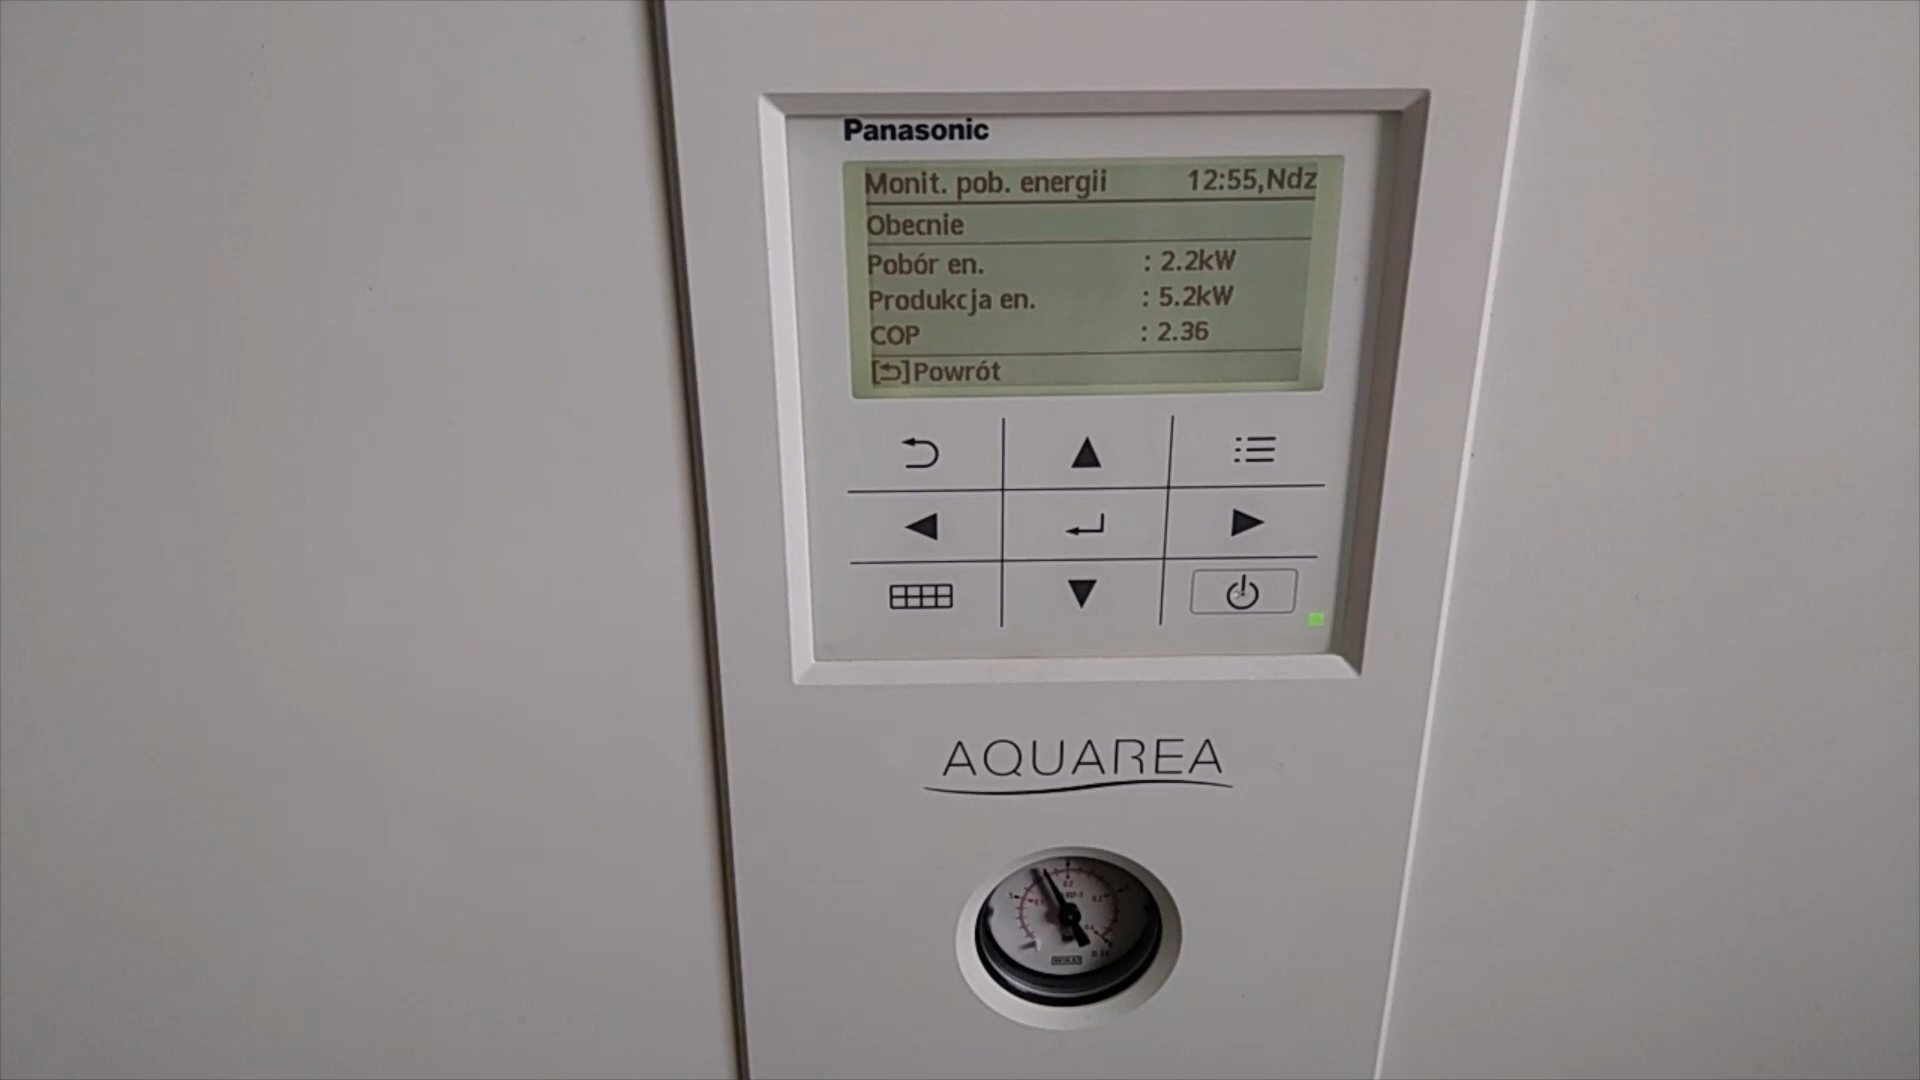 Panasonic
Monit. pob. energii 12:55,Ndz
Obecnie
Pobór en. : 2.2kW
Produkcja en. : 5.2kW
COP : 2.36
[⮌]Powrót
AQUAREA